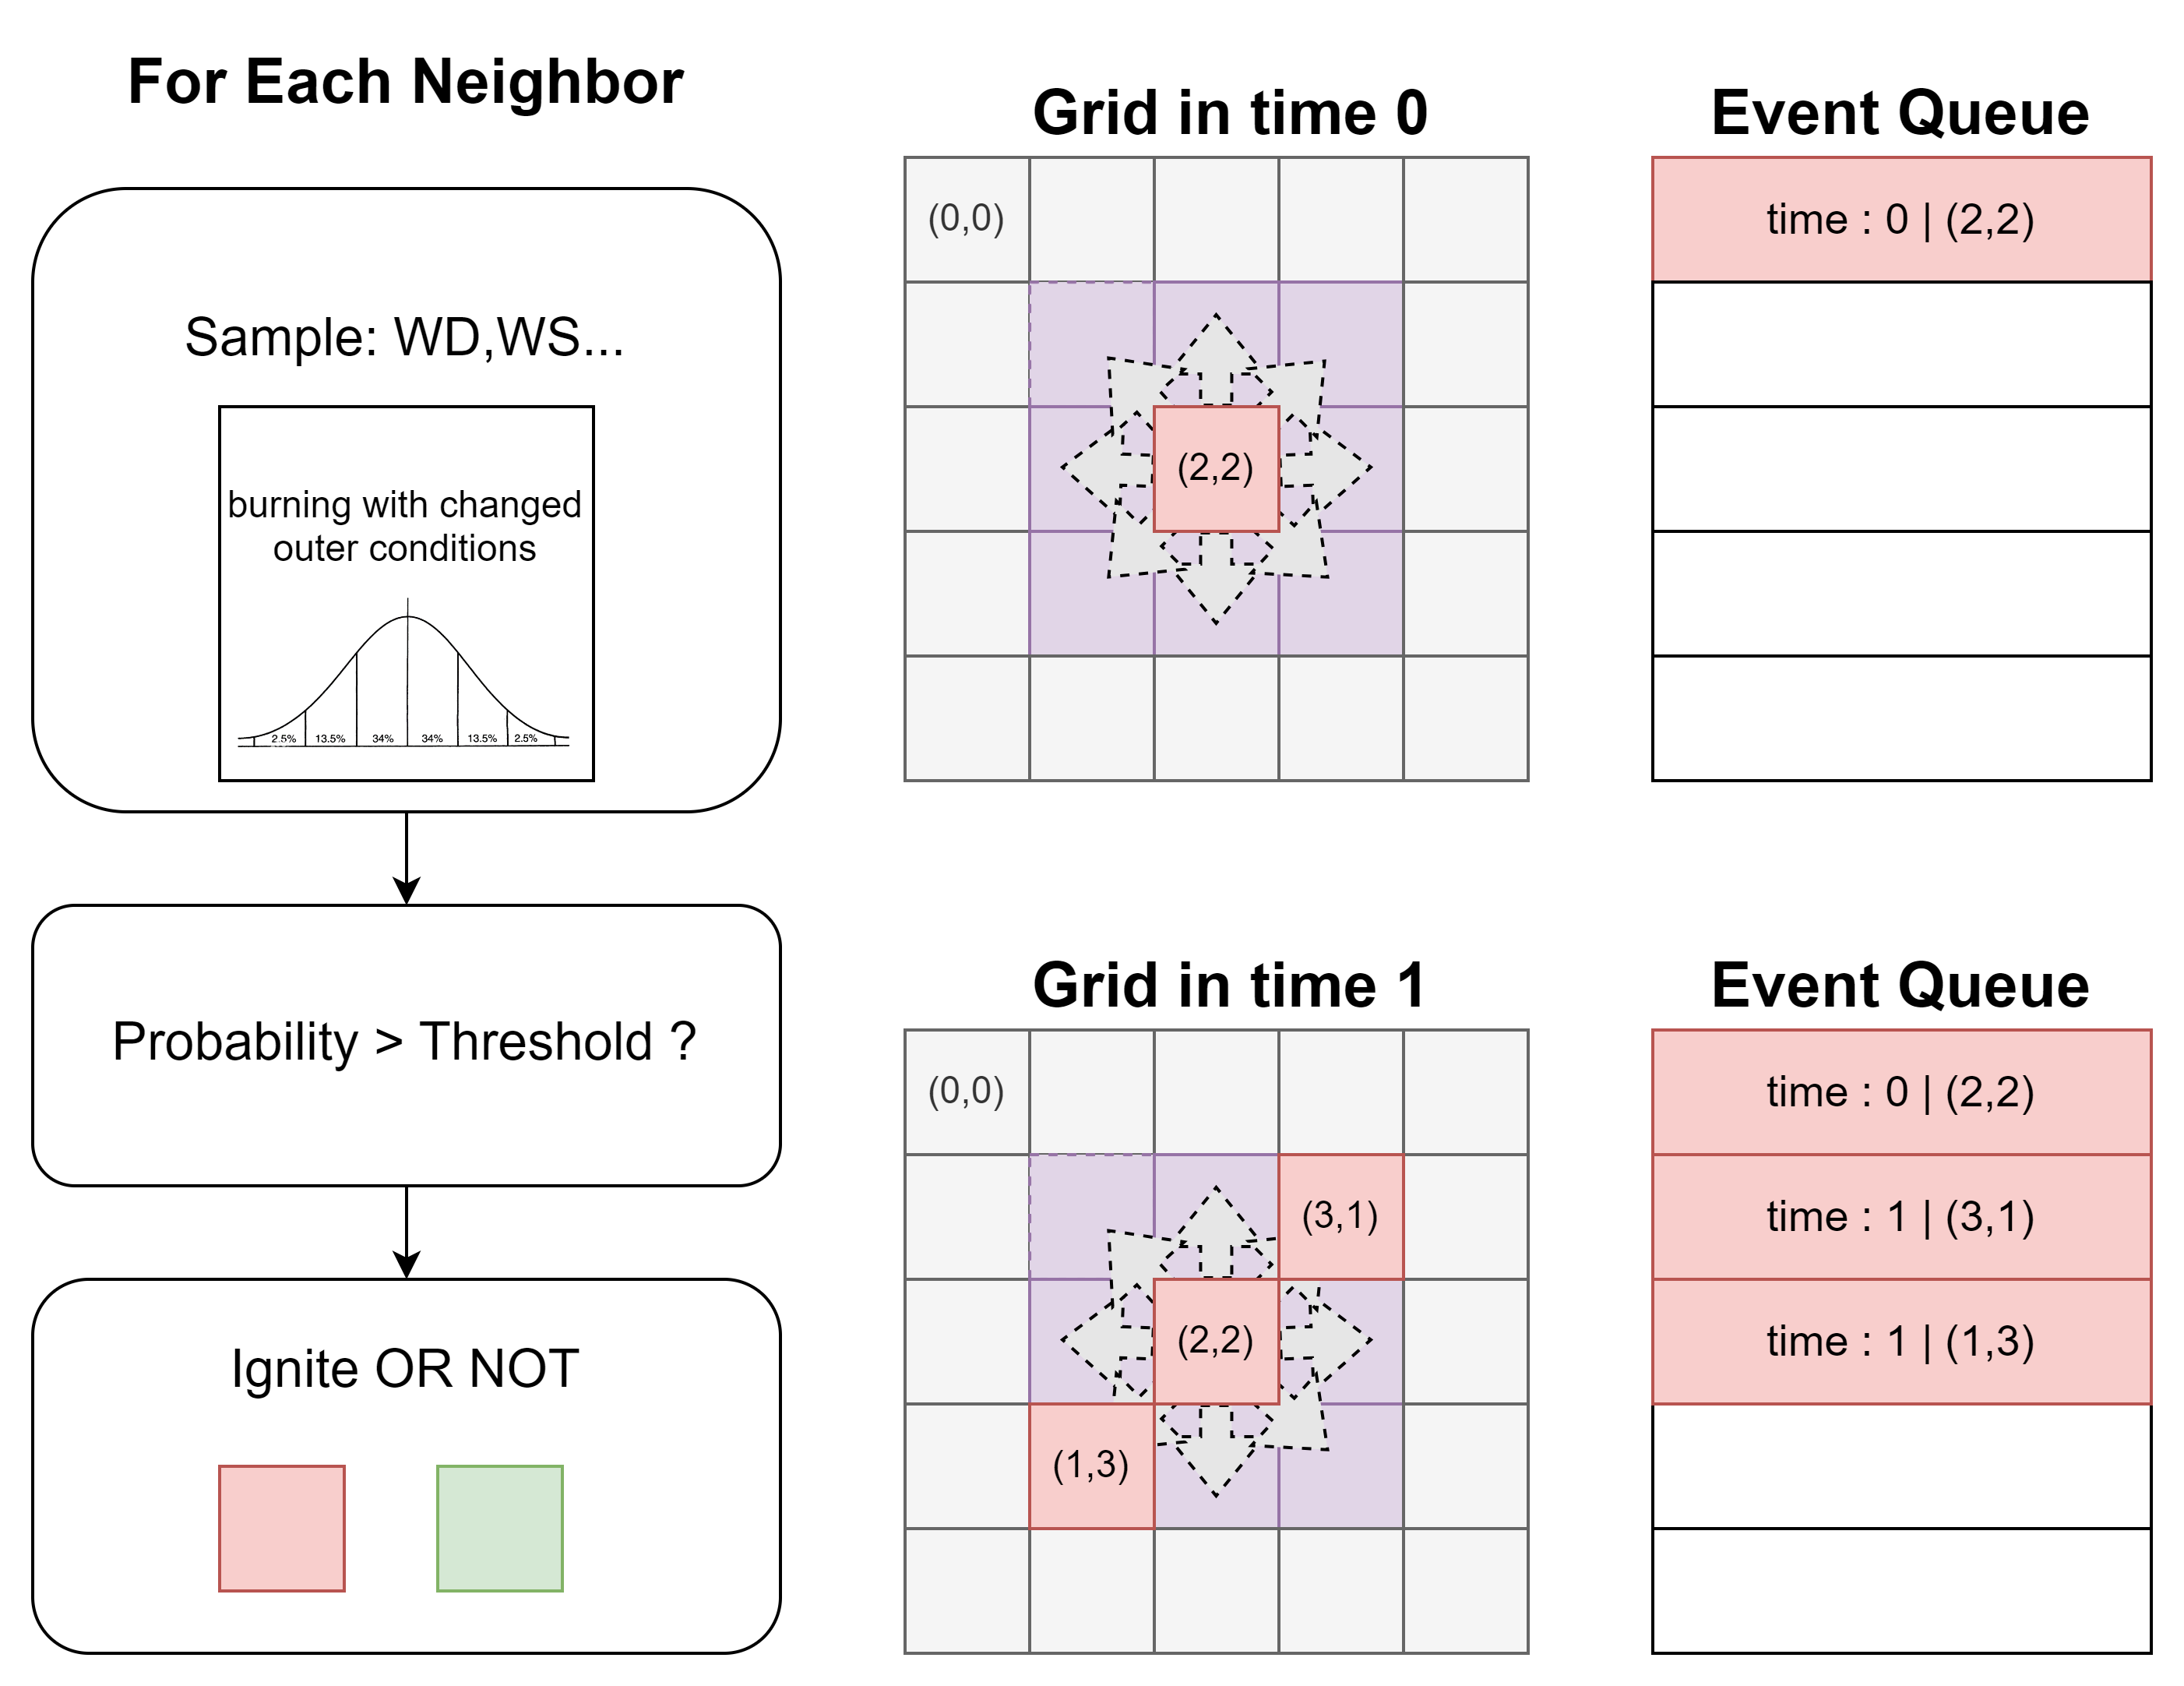 For Each Neighbor
Sample: WD,WS...
burning with changed
outer conditions
2.5% 13.5% 34% 34% 13.5% 2.5%
Probability > Threshold ?
Ignite OR NOT
Grid in time 0
(0,0)
(2,2)
Event Queue
time : 0 | (2,2)
Grid in time 1
(0,0)
(3,1)
(2,2)
(1,3)
Event Queue
time : 0 | (2,2)
time : 1 | (3,1)
time : 1 | (1,3)